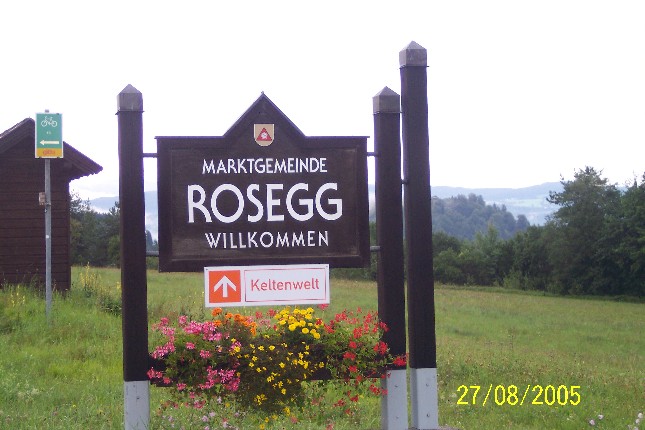 MARKTGEMEINDE
ROSEGG
WILLKOMMEN
Keltenwelt
27/08/2005